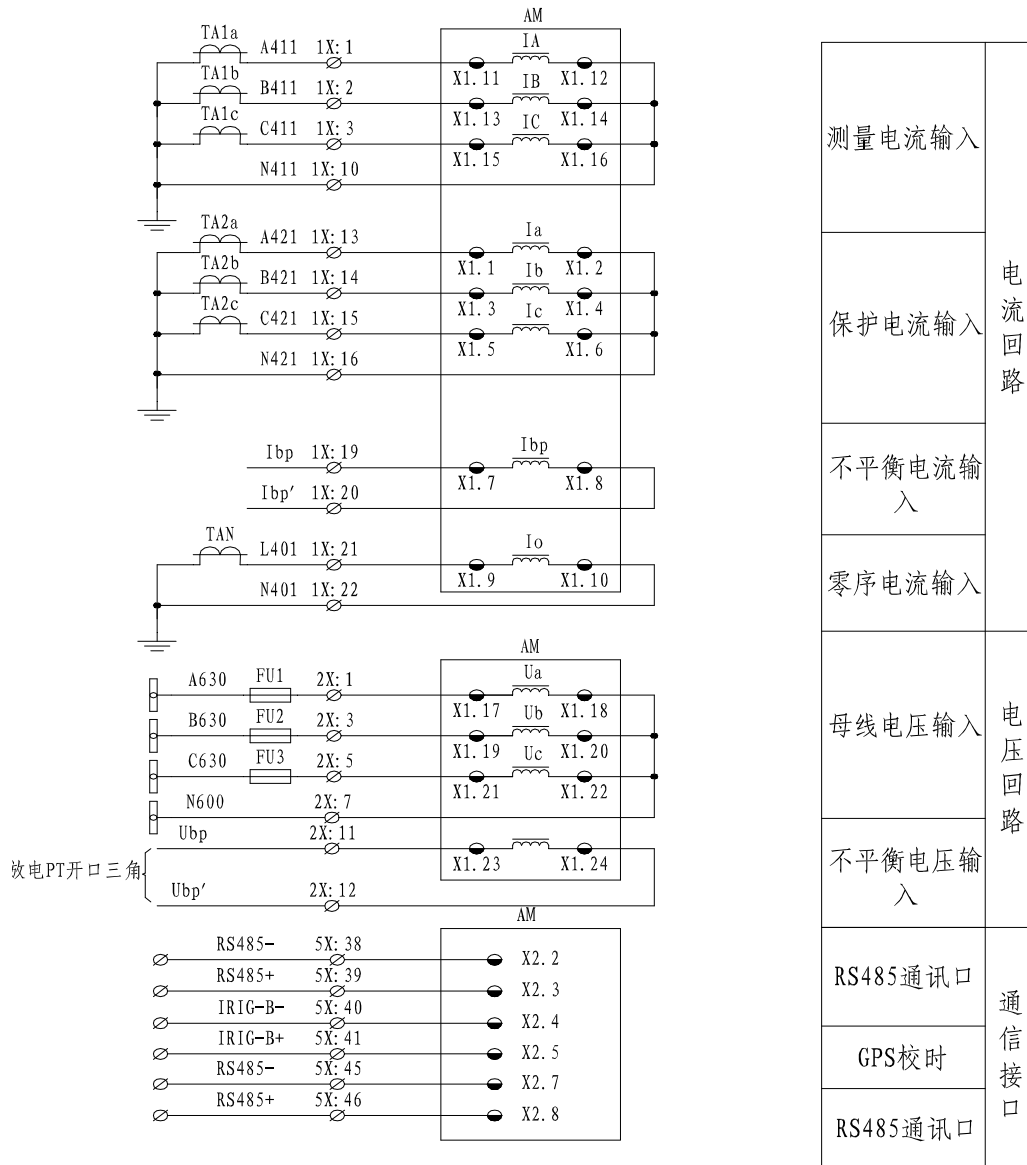 AM
TA1a A411 1X:1 IA
X1.11 X1.12
TA1b B411 1X:2 IB
X1.13 X1.14
TA1c C411 1X:3 IC
X1.15 X1.16
N411 1X:10
测量电流输入
TA2a A421 1X:13 Ia
X1.1 X1.2
TA2b B421 1X:14 Ib
X1.3 X1.4
TA2c C421 1X:15 Ic
X1.5 X1.6
N421 1X:16
保护电流输入
电
流
回
路
Ibp 1X:19 Ibp
X1.7 X1.8
Ibp′ 1X:20
不平衡电流输
入
TAN L401 1X:21 Io
X1.9 X1.10
N401 1X:22
零序电流输入
AM
A630 FU1 2X:1 Ua
X1.17 X1.18
B630 FU2 2X:3 Ub
X1.19 X1.20
C630 FU3 2X:5 Uc
X1.21 X1.22
N600 2X:7
母线电压输入
电
压
回
路
Ubp 2X:11
X1.23 X1.24
放电PT开口三角
Ubp′ 2X:12
不平衡电压输
入
AM
RS485- 5X:38 X2.2
RS485+ 5X:39 X2.3
RS485通讯口
IRIG-B- 5X:40 X2.4
IRIG-B+ 5X:41 X2.5
GPS校时
RS485- 5X:45 X2.7
RS485+ 5X:46 X2.8
RS485通讯口
通
信
接
口